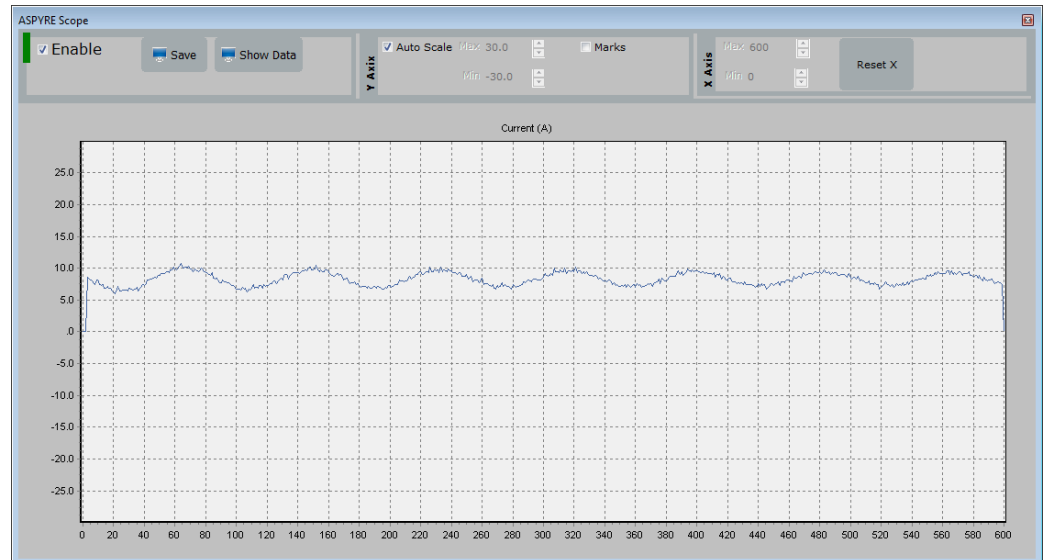 ASPYRE Scope
Enable
Save
Show Data
Y Axix
Auto Scale
Max 30.0
Min -30.0
Marks
X Axis
Max 600
Min 0
Reset X
Current (A)
25.0
20.0
15.0
10.0
5.0
.0
-5.0
-10.0
-15.0
-20.0
-25.0
0 20 40 60 80 100 120 140 160 180 200 220 240 260 280 300 320 340 360 380 400 420 440 460 480 500 520 540 560 580 600